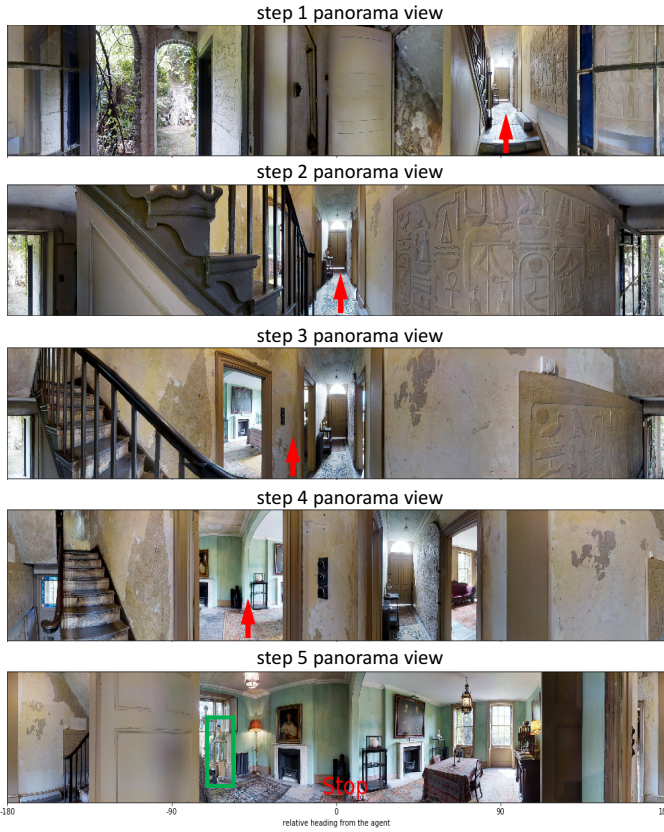 step 1 panorama view
step 2 panorama view
step 3 panorama view
step 4 panorama view
step 5 panorama view
Stop
-180 -90 0 90
relative heading from the agent